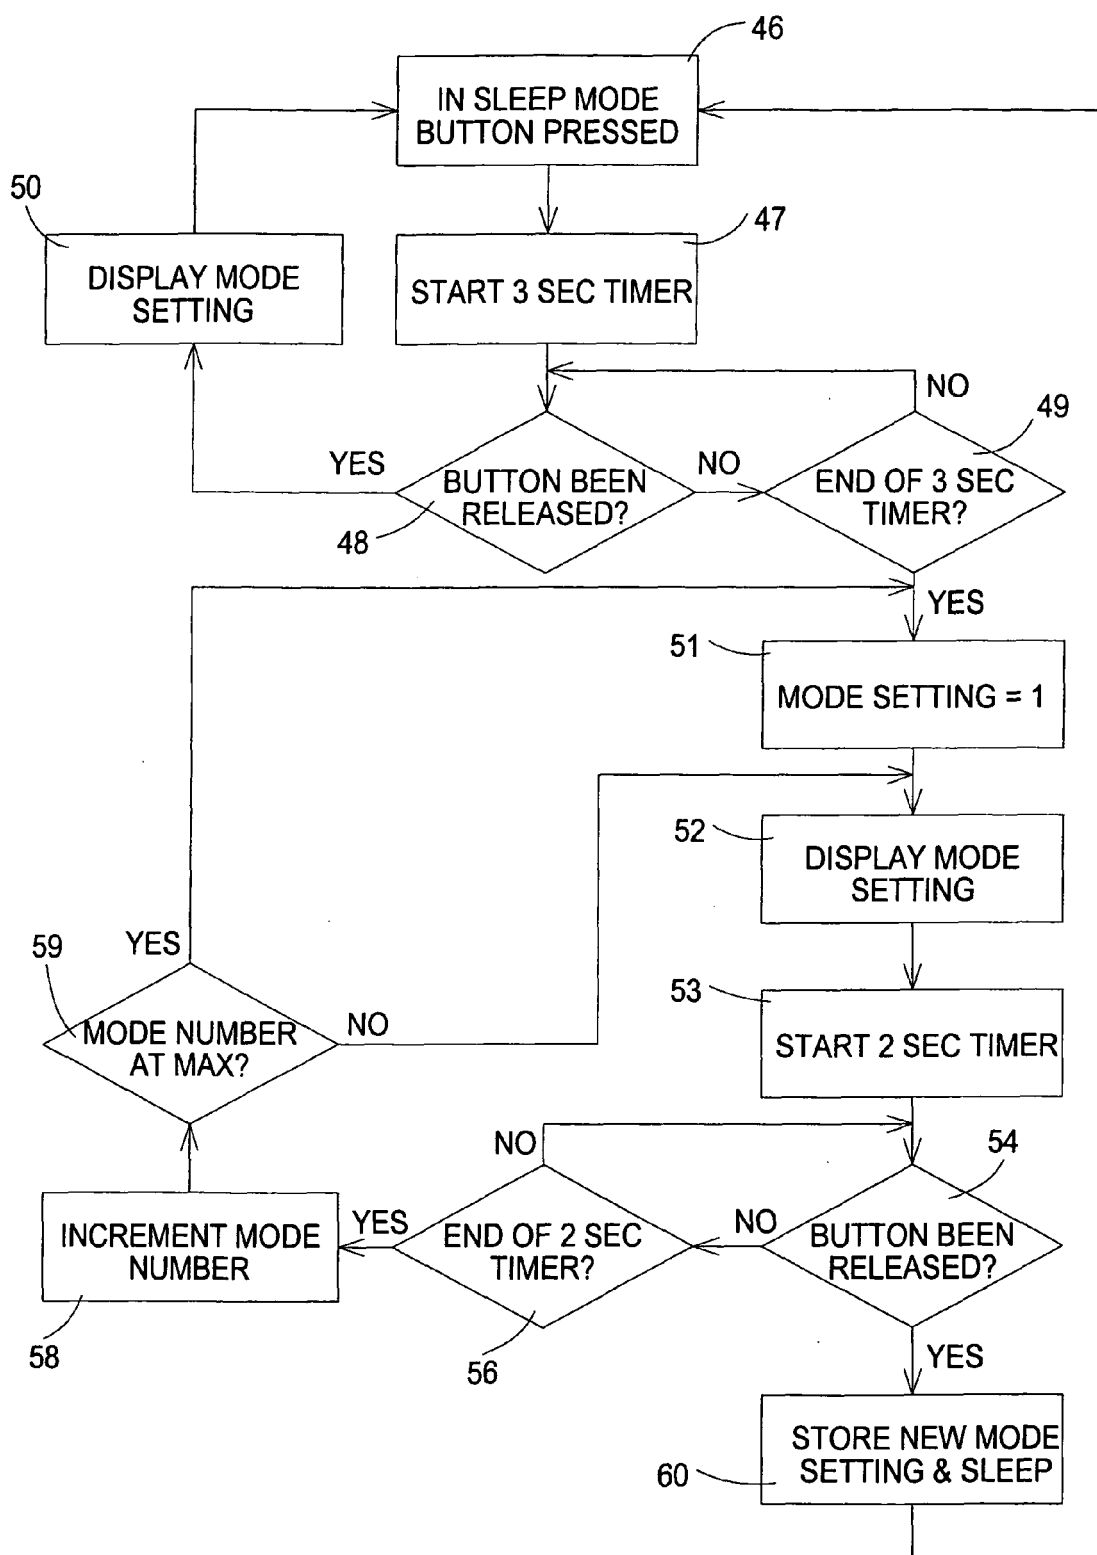 46
IN SLEEP MODE
BUTTON PRESSED
50
DISPLAY MODE
SETTING
47
START 3 SEC TIMER
NO
49
YES
BUTTON BEEN
RELEASED?
48
NO
END OF 3 SEC
TIMER?
YES
51
MODE SETTING = 1
52
DISPLAY MODE
SETTING
59
YES
MODE NUMBER
AT MAX?
NO
53
START 2 SEC TIMER
NO
54
INCREMENT MODE
NUMBER
58
YES
END OF 2 SEC
TIMER?
56
NO
BUTTON BEEN
RELEASED?
YES
60
STORE NEW MODE
SETTING & SLEEP